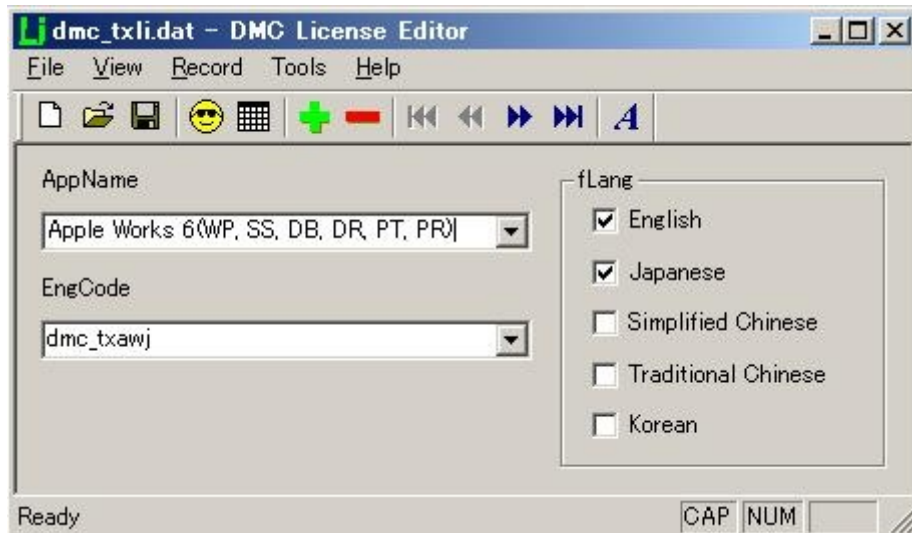 Lj dmc_txli.dat - DMC License Editor
File View Record Tools Help
A
AppName
Apple Works 6(WP, SS, DB, DR, PT, PR)
EngCode
dmc_txawj
fLang
English
Japanese
Simplified Chinese
Traditional Chinese
Korean
Ready
CAP NUM